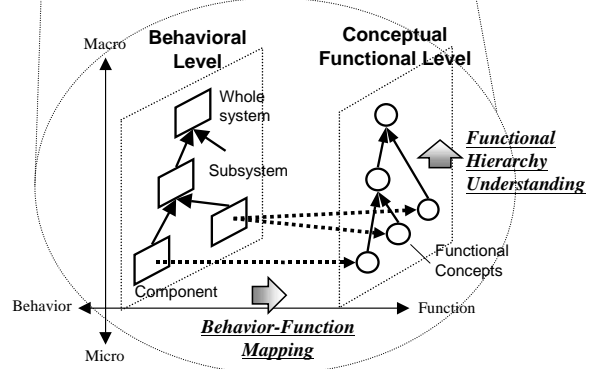 Behavioral
Level
Conceptual
Functional Level
Macro
Whole
system
Subsystem
Functional
Hierarchy
Understanding
Functional
Concepts
Component
Behavior
Function
Behavior-Function
Mapping
Micro